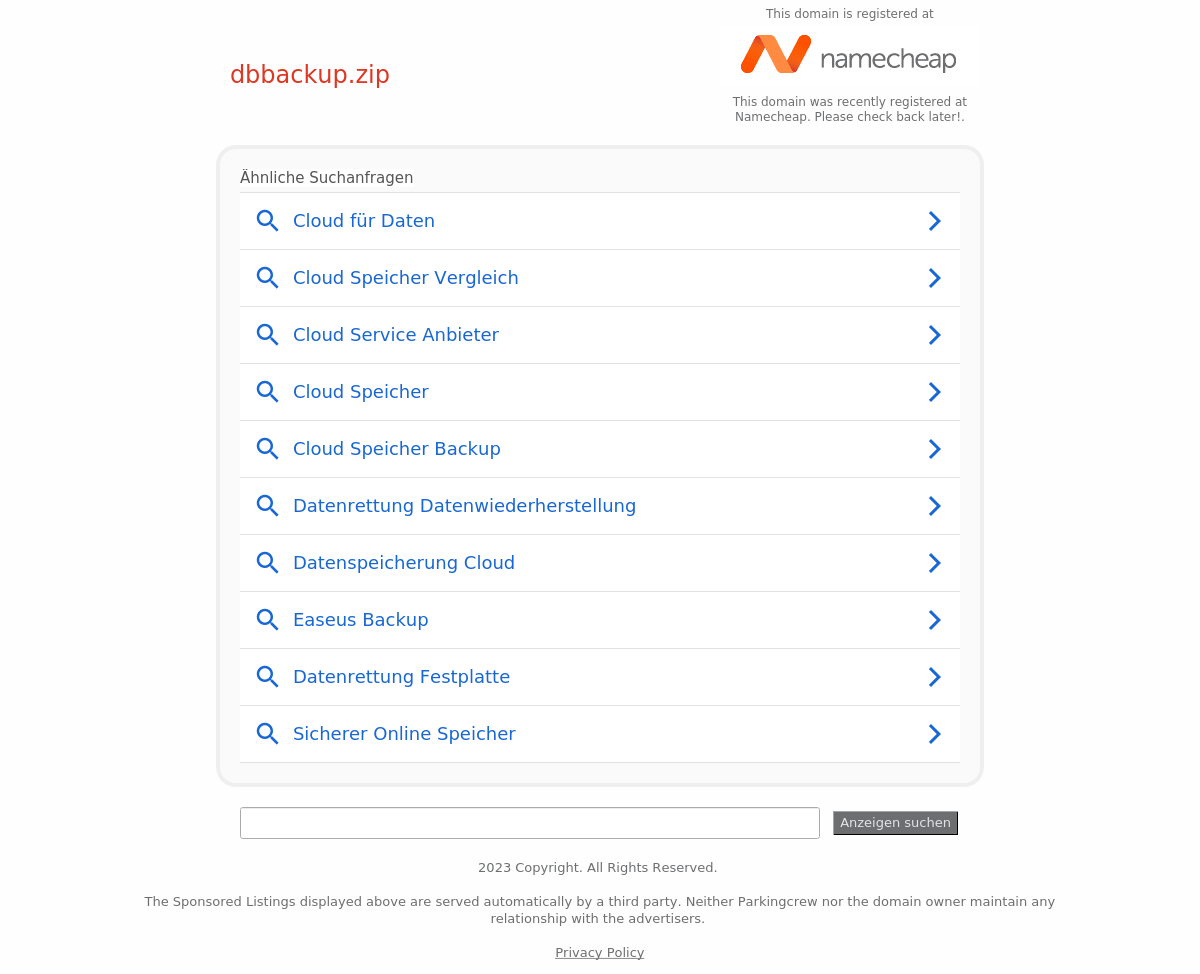 This domain is registered at
namecheap
dbbackup.zip
This domain was recently registered at
Namecheap. Please check back later!.
Ähnliche Suchanfragen
Cloud für Daten
Cloud Speicher Vergleich
Cloud Service Anbieter
Cloud Speicher
Cloud Speicher Backup
Datenrettung Datenwiederherstellung
Datenspeicherung Cloud
Easeus Backup
Datenrettung Festplatte
Sicherer Online Speicher
Anzeigen suchen
2023 Copyright. All Rights Reserved.
The Sponsored Listings displayed above are served automatically by a third party. Neither Parkingcrew nor the domain owner maintain any
relationship with the advertisers.
Privacy Policy